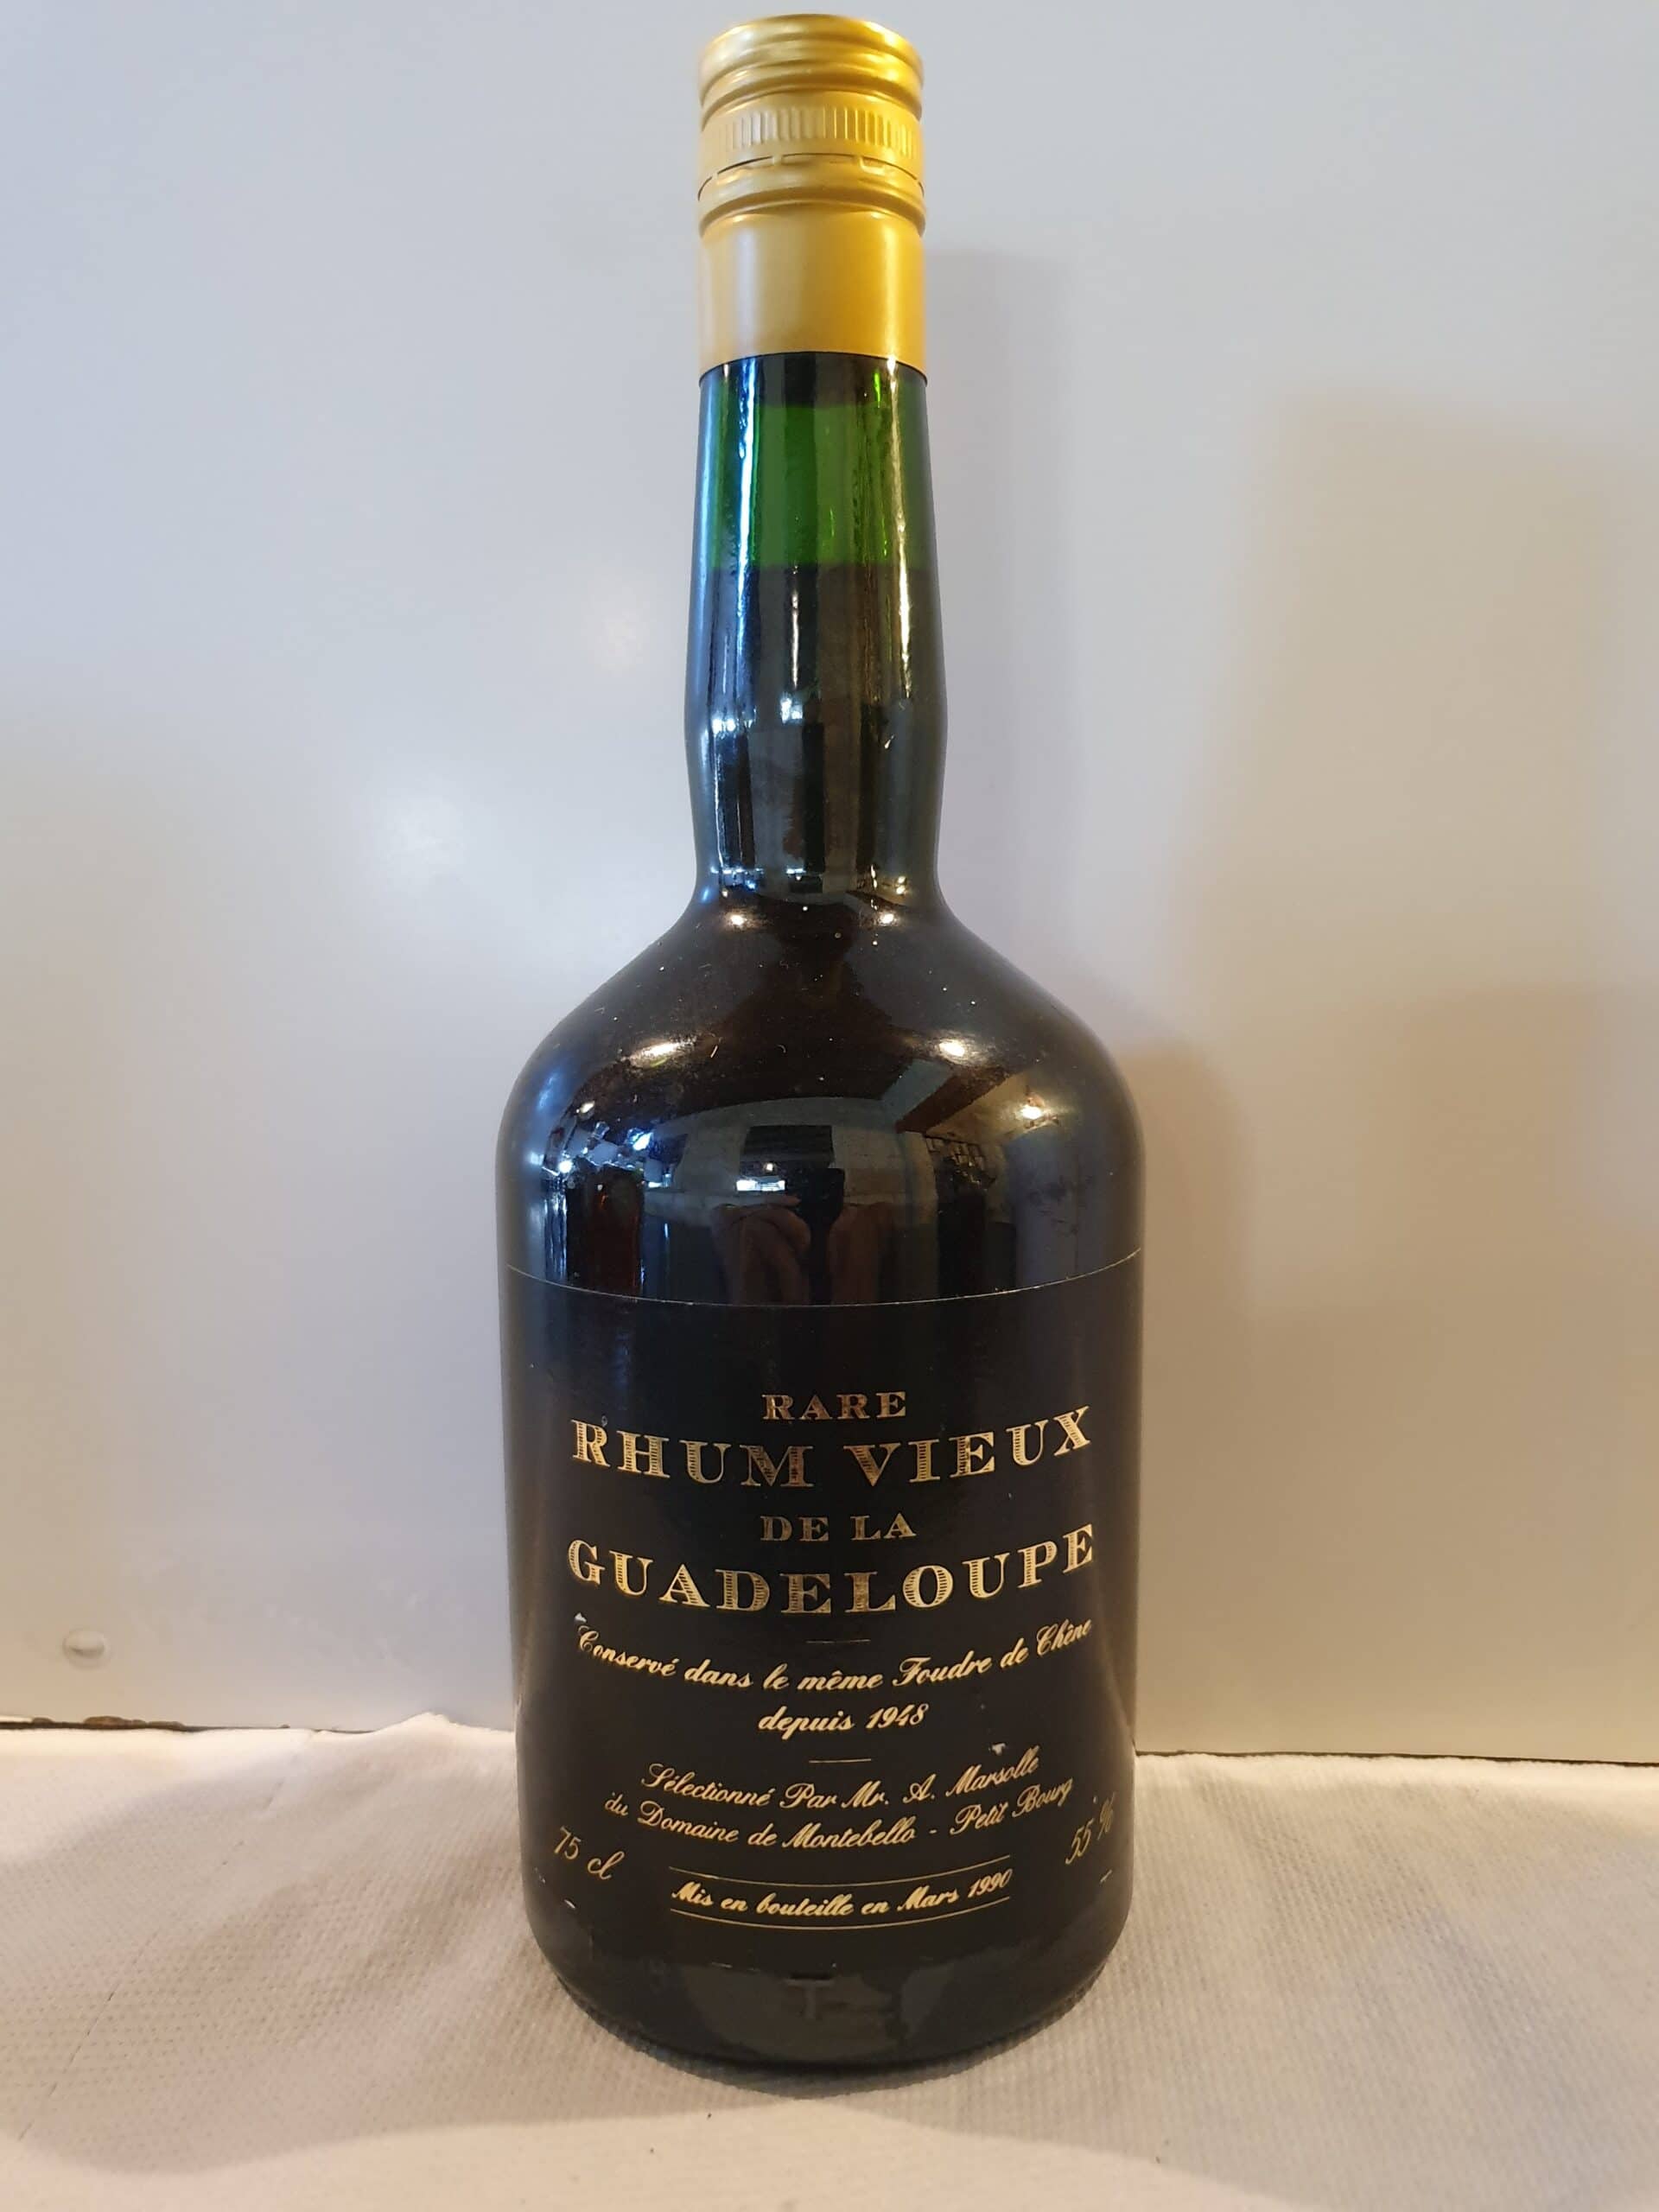 RARE
RHUM VIEUX
DE LA
GUADELOUPE
Conservé dans le même Foudre de Chêne
depuis 1948
Sélectionné Par Mr. A. Marsolle
du Domaine de Montebello - Petit Bourg
75 cl
55 %
Mis en bouteille en Mars 1990